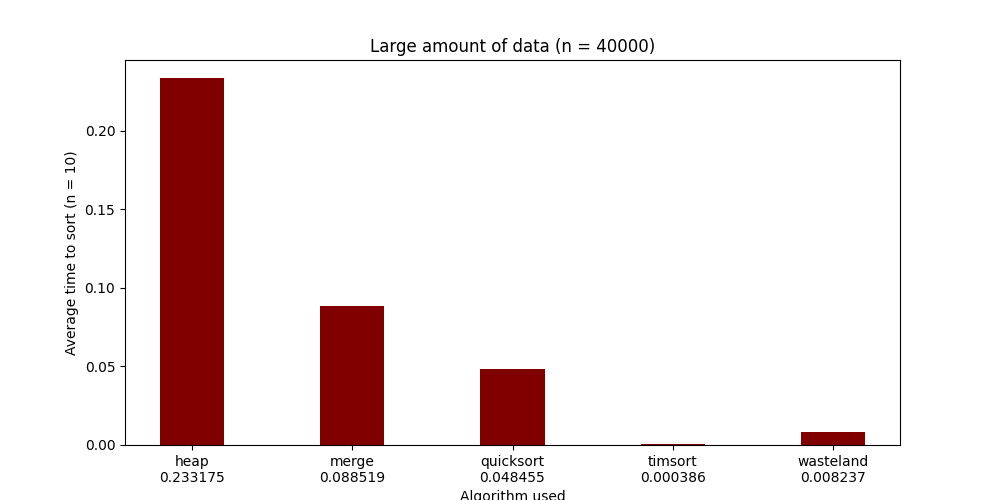 Large amount of data (n = 40000)
Average time to sort (n = 10)
0.20
0.15
0.10
0.05
0.00
heap merge quicksort timsort wasteland
0.233175 0.088519 0.048455 0.000386 0.008237
Algorithm used